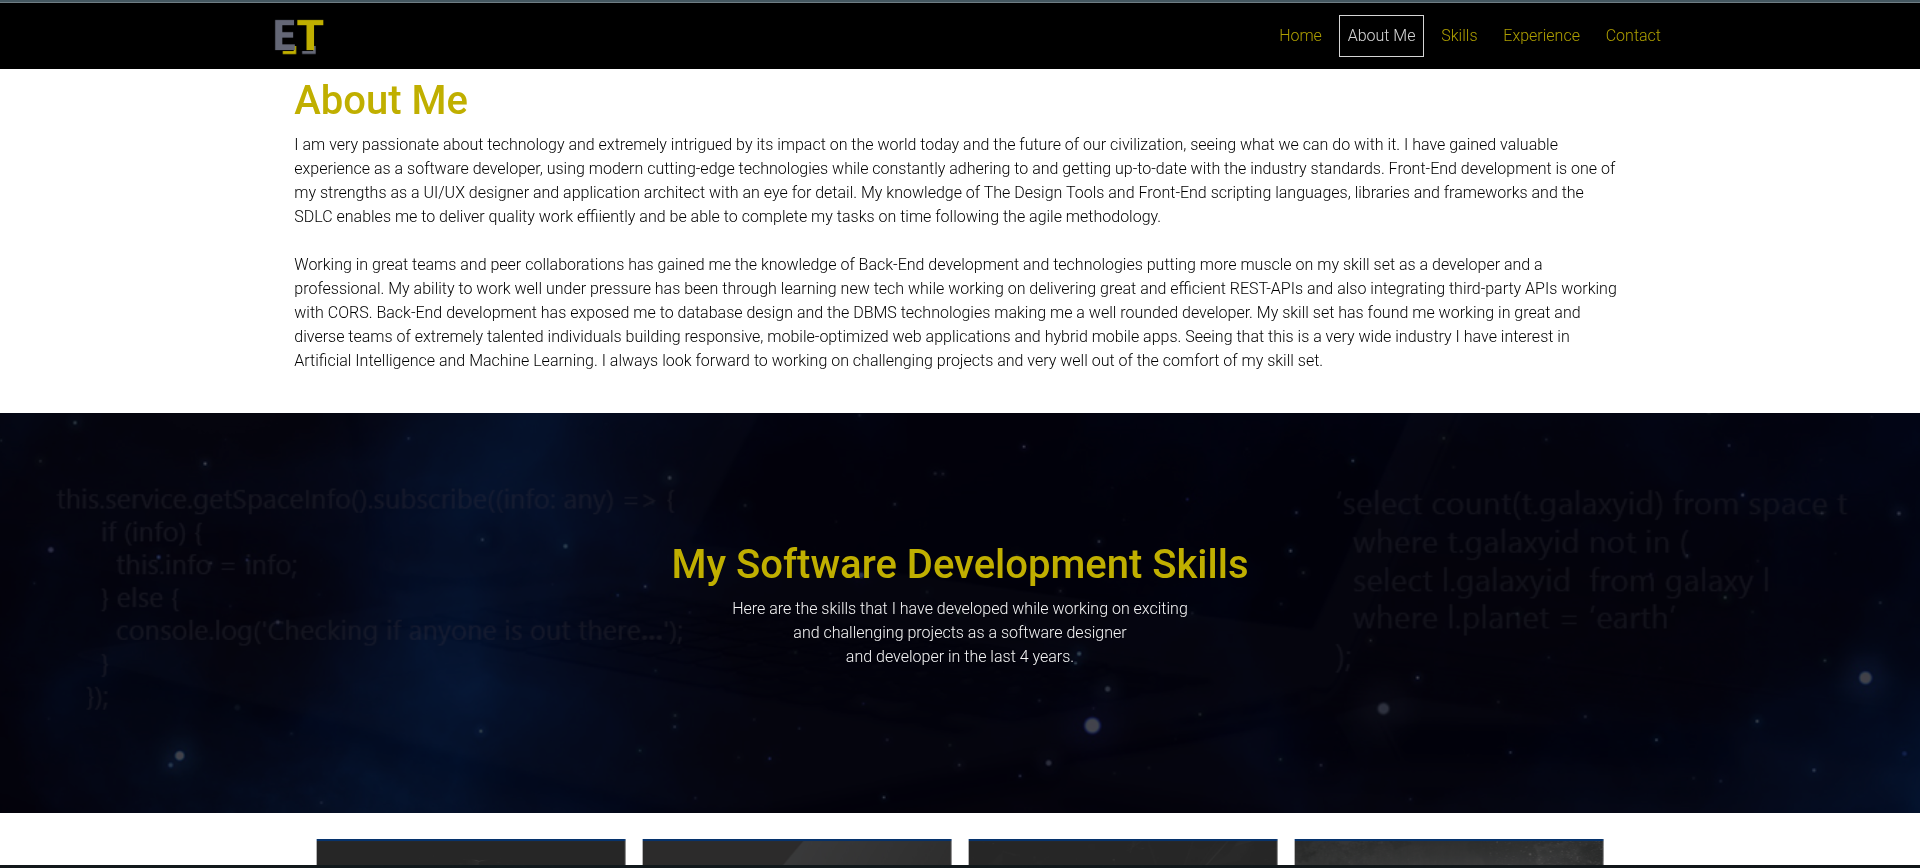 ET
Home About Me Skills Experience Contact
About Me
I am very passionate about technology and extremely intrigued by its impact on the world today and the future of our civilization, seeing what we can do with it. I have gained valuable
experience as a software developer, using modern cutting-edge technologies while constantly adhering to and getting up-to-date with the industry standards. Front-End development is one of
my strengths as a UI/UX designer and application architect with an eye for detail. My knowledge of The Design Tools and Front-End scripting languages, libraries and frameworks and the
SDLC enables me to deliver quality work effiiently and be able to complete my tasks on time following the agile methodology.
Working in great teams and peer collaborations has gained me the knowledge of Back-End development and technologies putting more muscle on my skill set as a developer and a
professional. My ability to work well under pressure has been through learning new tech while working on delivering great and efficient REST-APIs and also integrating third-party APIs working
with CORS. Back-End development has exposed me to database design and the DBMS technologies making me a well rounded developer. My skill set has found me working in great and
diverse teams of extremely talented individuals building responsive, mobile-optimized web applications and hybrid mobile apps. Seeing that this is a very wide industry I have interest in
Artificial Intelligence and Machine Learning. I always look forward to working on challenging projects and very well out of the comfort of my skill set.
this.service.getSpaceInfo().subscribe((info: any) => {
if (info) {
this.info = info;
} else {
console.log('Checking if anyone is out there...');
}
});
My Software Development Skills
Here are the skills that I have developed while working on exciting
and challenging projects as a software designer
and developer in the last 4 years.
'select count(t.galaxyid) from space t
where t.galaxyid not in (
select l.galaxyid from galaxy l
where l.planet = 'earth'
);